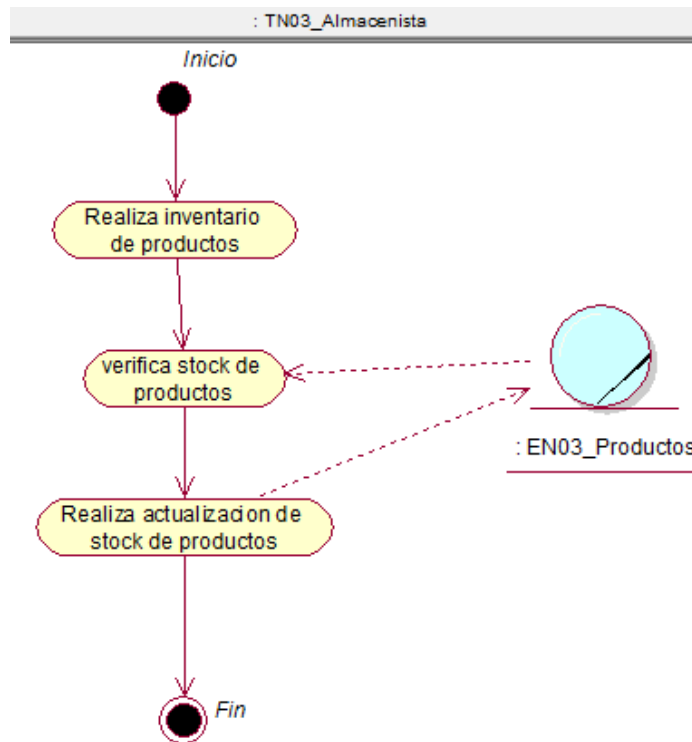 : TN03_Almacenista
Inicio
Realiza inventario
de productos
verifica stock de
productos
: EN03_Productos
Realiza actualizacion de
stock de productos
Fin